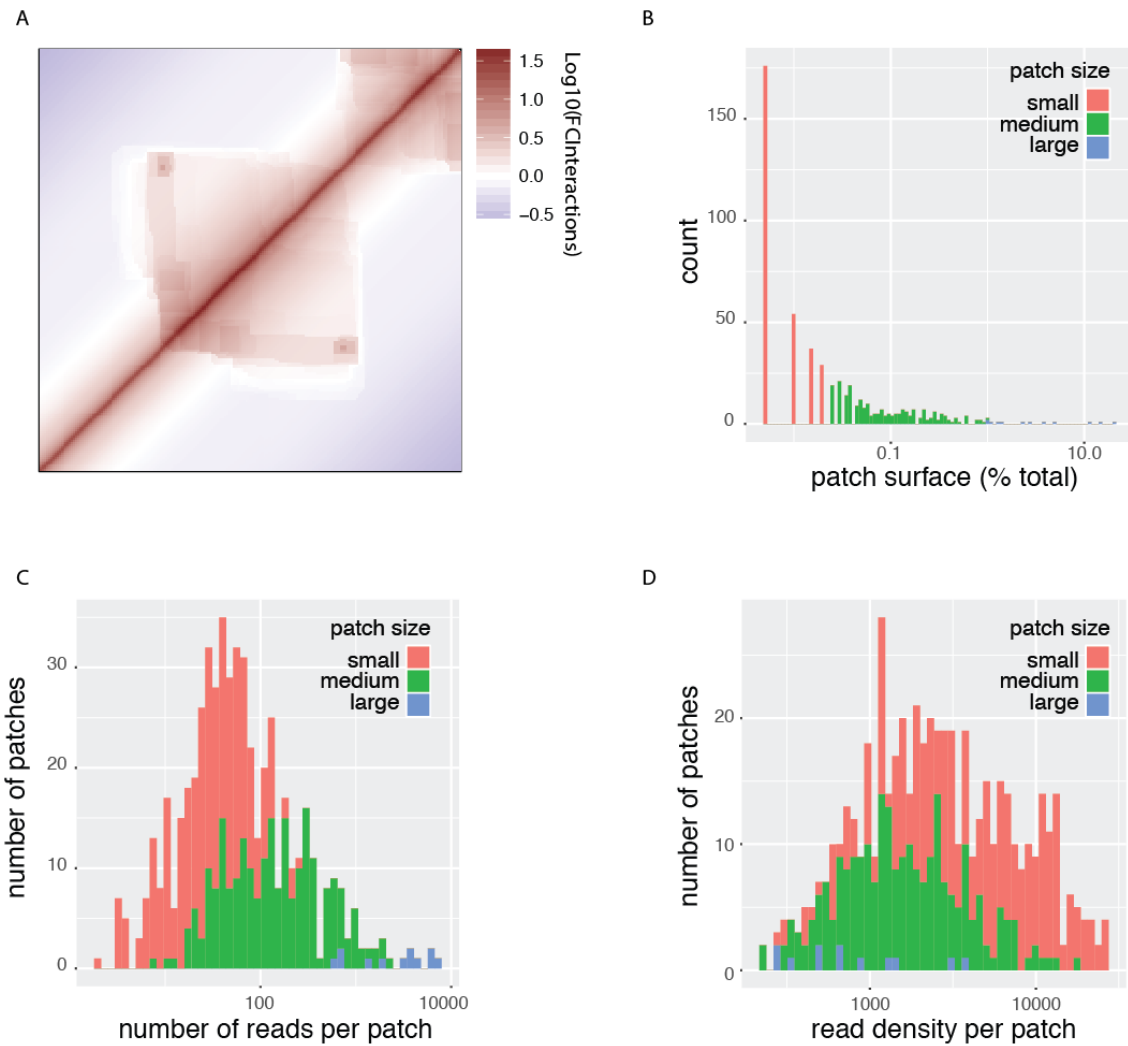 A
1.5
1.0
0.5
0.0
−0.5
Log10(FCInteractions)
B
patch size
small
medium
large
150
100
50
0
count
0.1
10.0
patch surface (% total)
C
patch size
small
medium
large
30
20
10
0
number of patches
100
10000
number of reads per patch
D
patch size
small
medium
large
20
10
0
number of patches
1000
10000
read density per patch